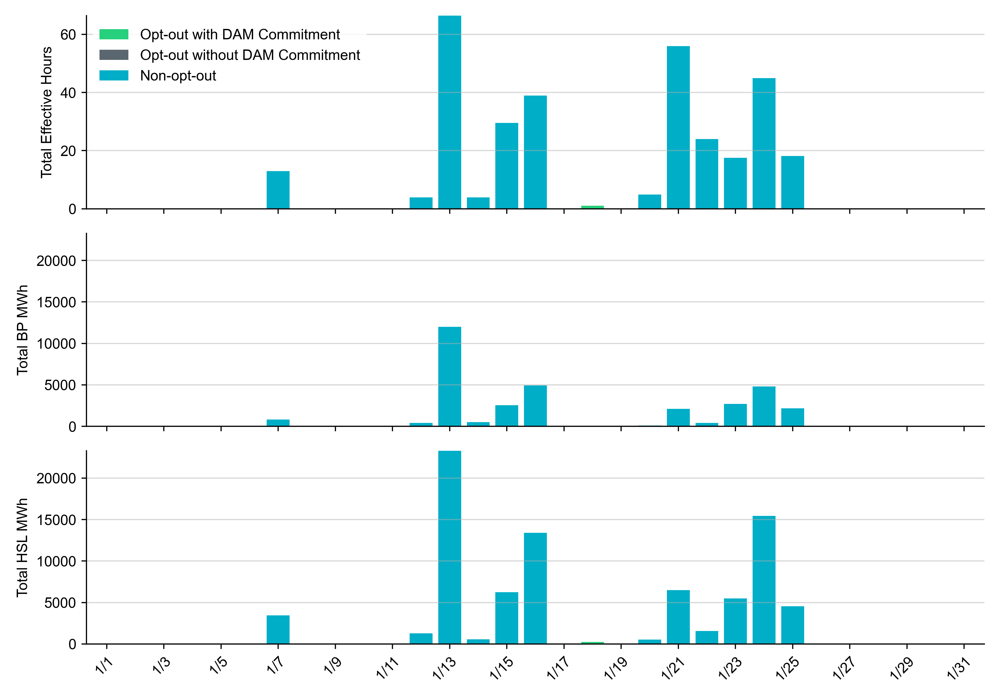 Total Effective Hours
60
40
20
0
Opt-out with DAM Commitment
Opt-out without DAM Commitment
Non-opt-out
Total BP MWh
20000
15000
10000
5000
0
Total HSL MWh
20000
15000
10000
5000
0
1/1 1/3 1/5 1/7 1/9 1/11 1/13 1/15 1/17 1/19 1/21 1/23 1/25 1/27 1/29 1/31